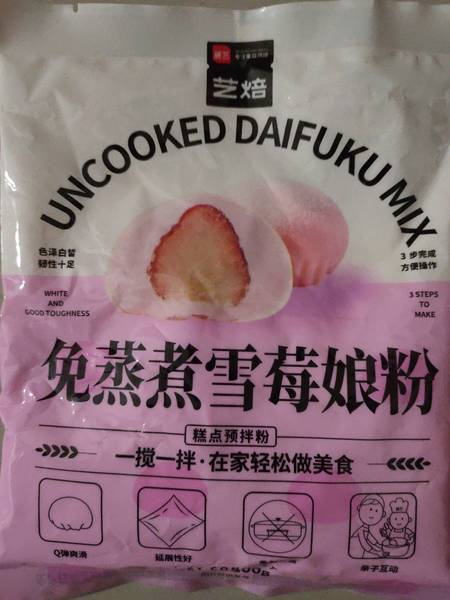 展艺
芝焙
UNCOOKED DAIFUKU MIX
色泽白皙
韧性十足
3 步完成
方便操作
WHITE
AND
GOOD TOUGHNESS
3 STEPS
TO
MAKE
免蒸煮雪莓娘粉
糕点预拌粉
一搅一拌·在家轻松做美食
Q弹爽滑
延展性好
亲子互动